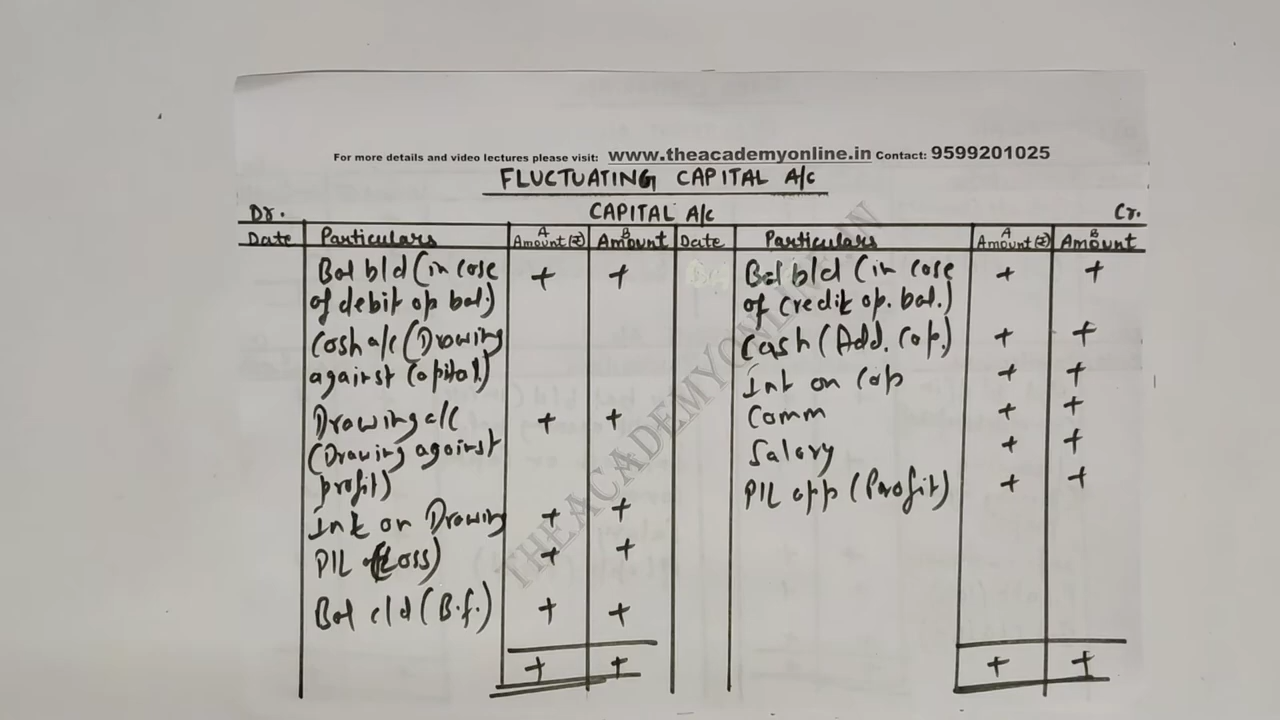 For more details and video lectures please visit: www.theacademyonline.in Contact: 9599201025
FLUCTUATING CAPITAL A/c
Dr. CAPITAL A/c Cr.
Date Particulars A Amount (₹) B Amount Date Particulars A Amount (₹) B Amount
Bal b/d (in case + + Bal b/d (in case + +
of debit op bal.) of credit op. bal.)
Cash a/c (Drawing Cash (Add. Cap.) + +
against Capital) Int on Cap + +
Drawing a/c + + Comm + +
(Drawing against Salary + +
profit) P/L app (Profit) + +
Int on Drawing + +
P/L (Loss) + +
Bal c/d (B.f.) + +
+ + + +
THEACADEMYONLINE.IN